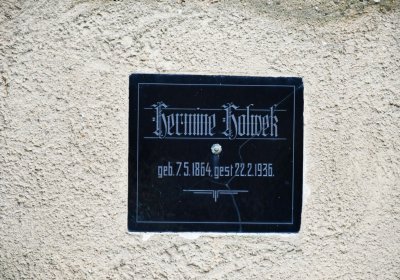 Hermine Holwek
geb. 7.5.1864, gest 22.2.1936.